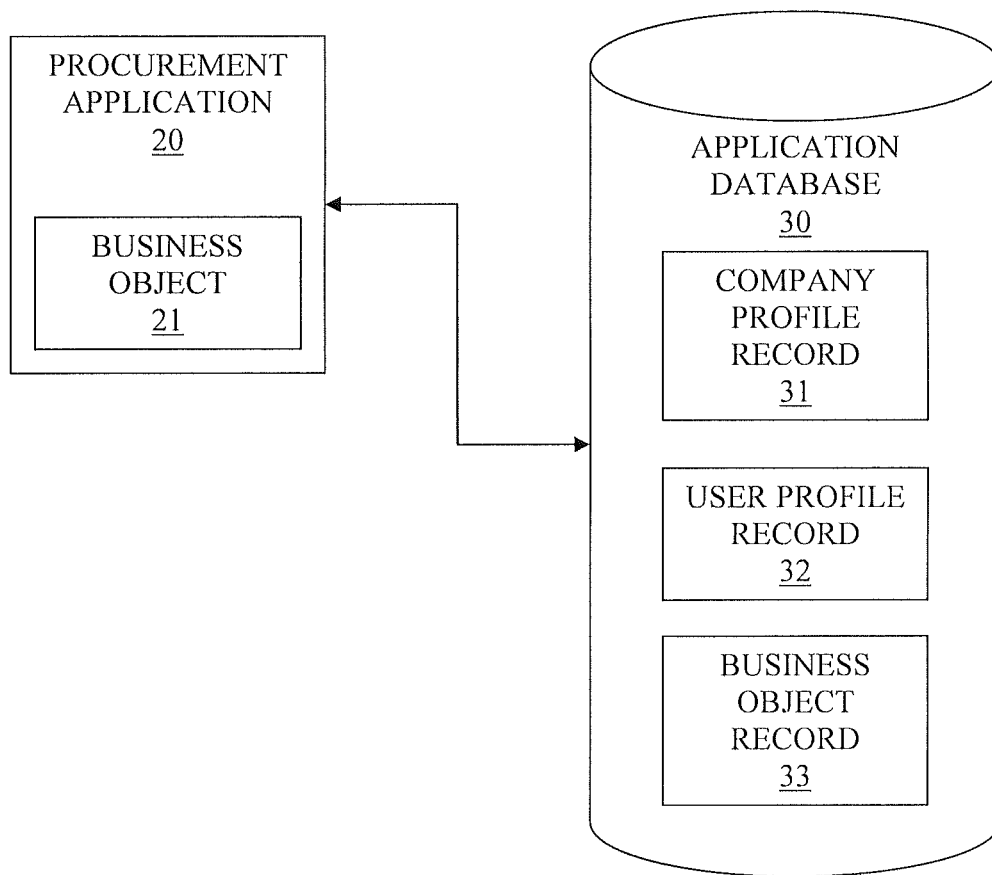 PROCUREMENT
APPLICATION
20
BUSINESS
OBJECT
21
APPLICATION
DATABASE
30
COMPANY
PROFILE
RECORD
31
USER PROFILE
RECORD
32
BUSINESS
OBJECT
RECORD
33